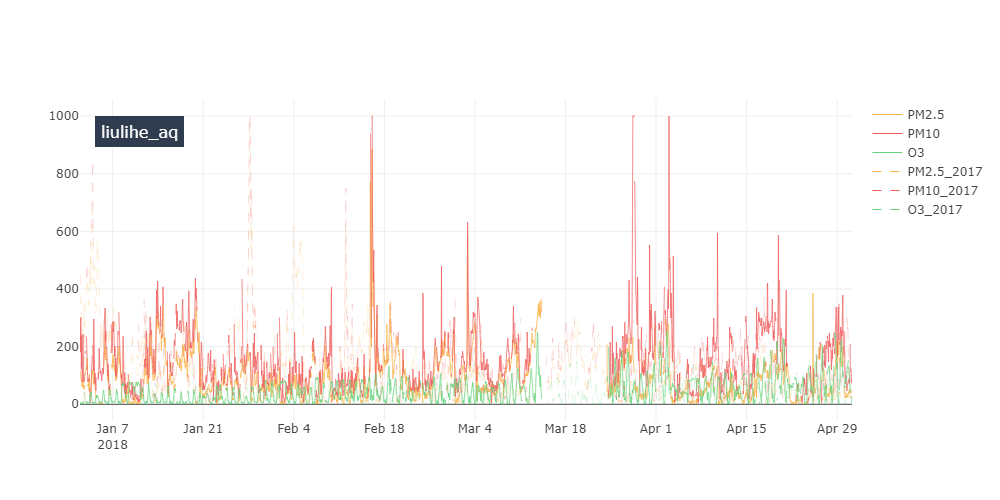 1000
800
600
400
200
0
liulihe_aq
Jan 7
2018
Jan 21
Feb 4
Feb 18
Mar 4
Mar 18
Apr 1
Apr 15
Apr 29
PM2.5
PM10
O3
PM2.5_2017
PM10_2017
O3_2017